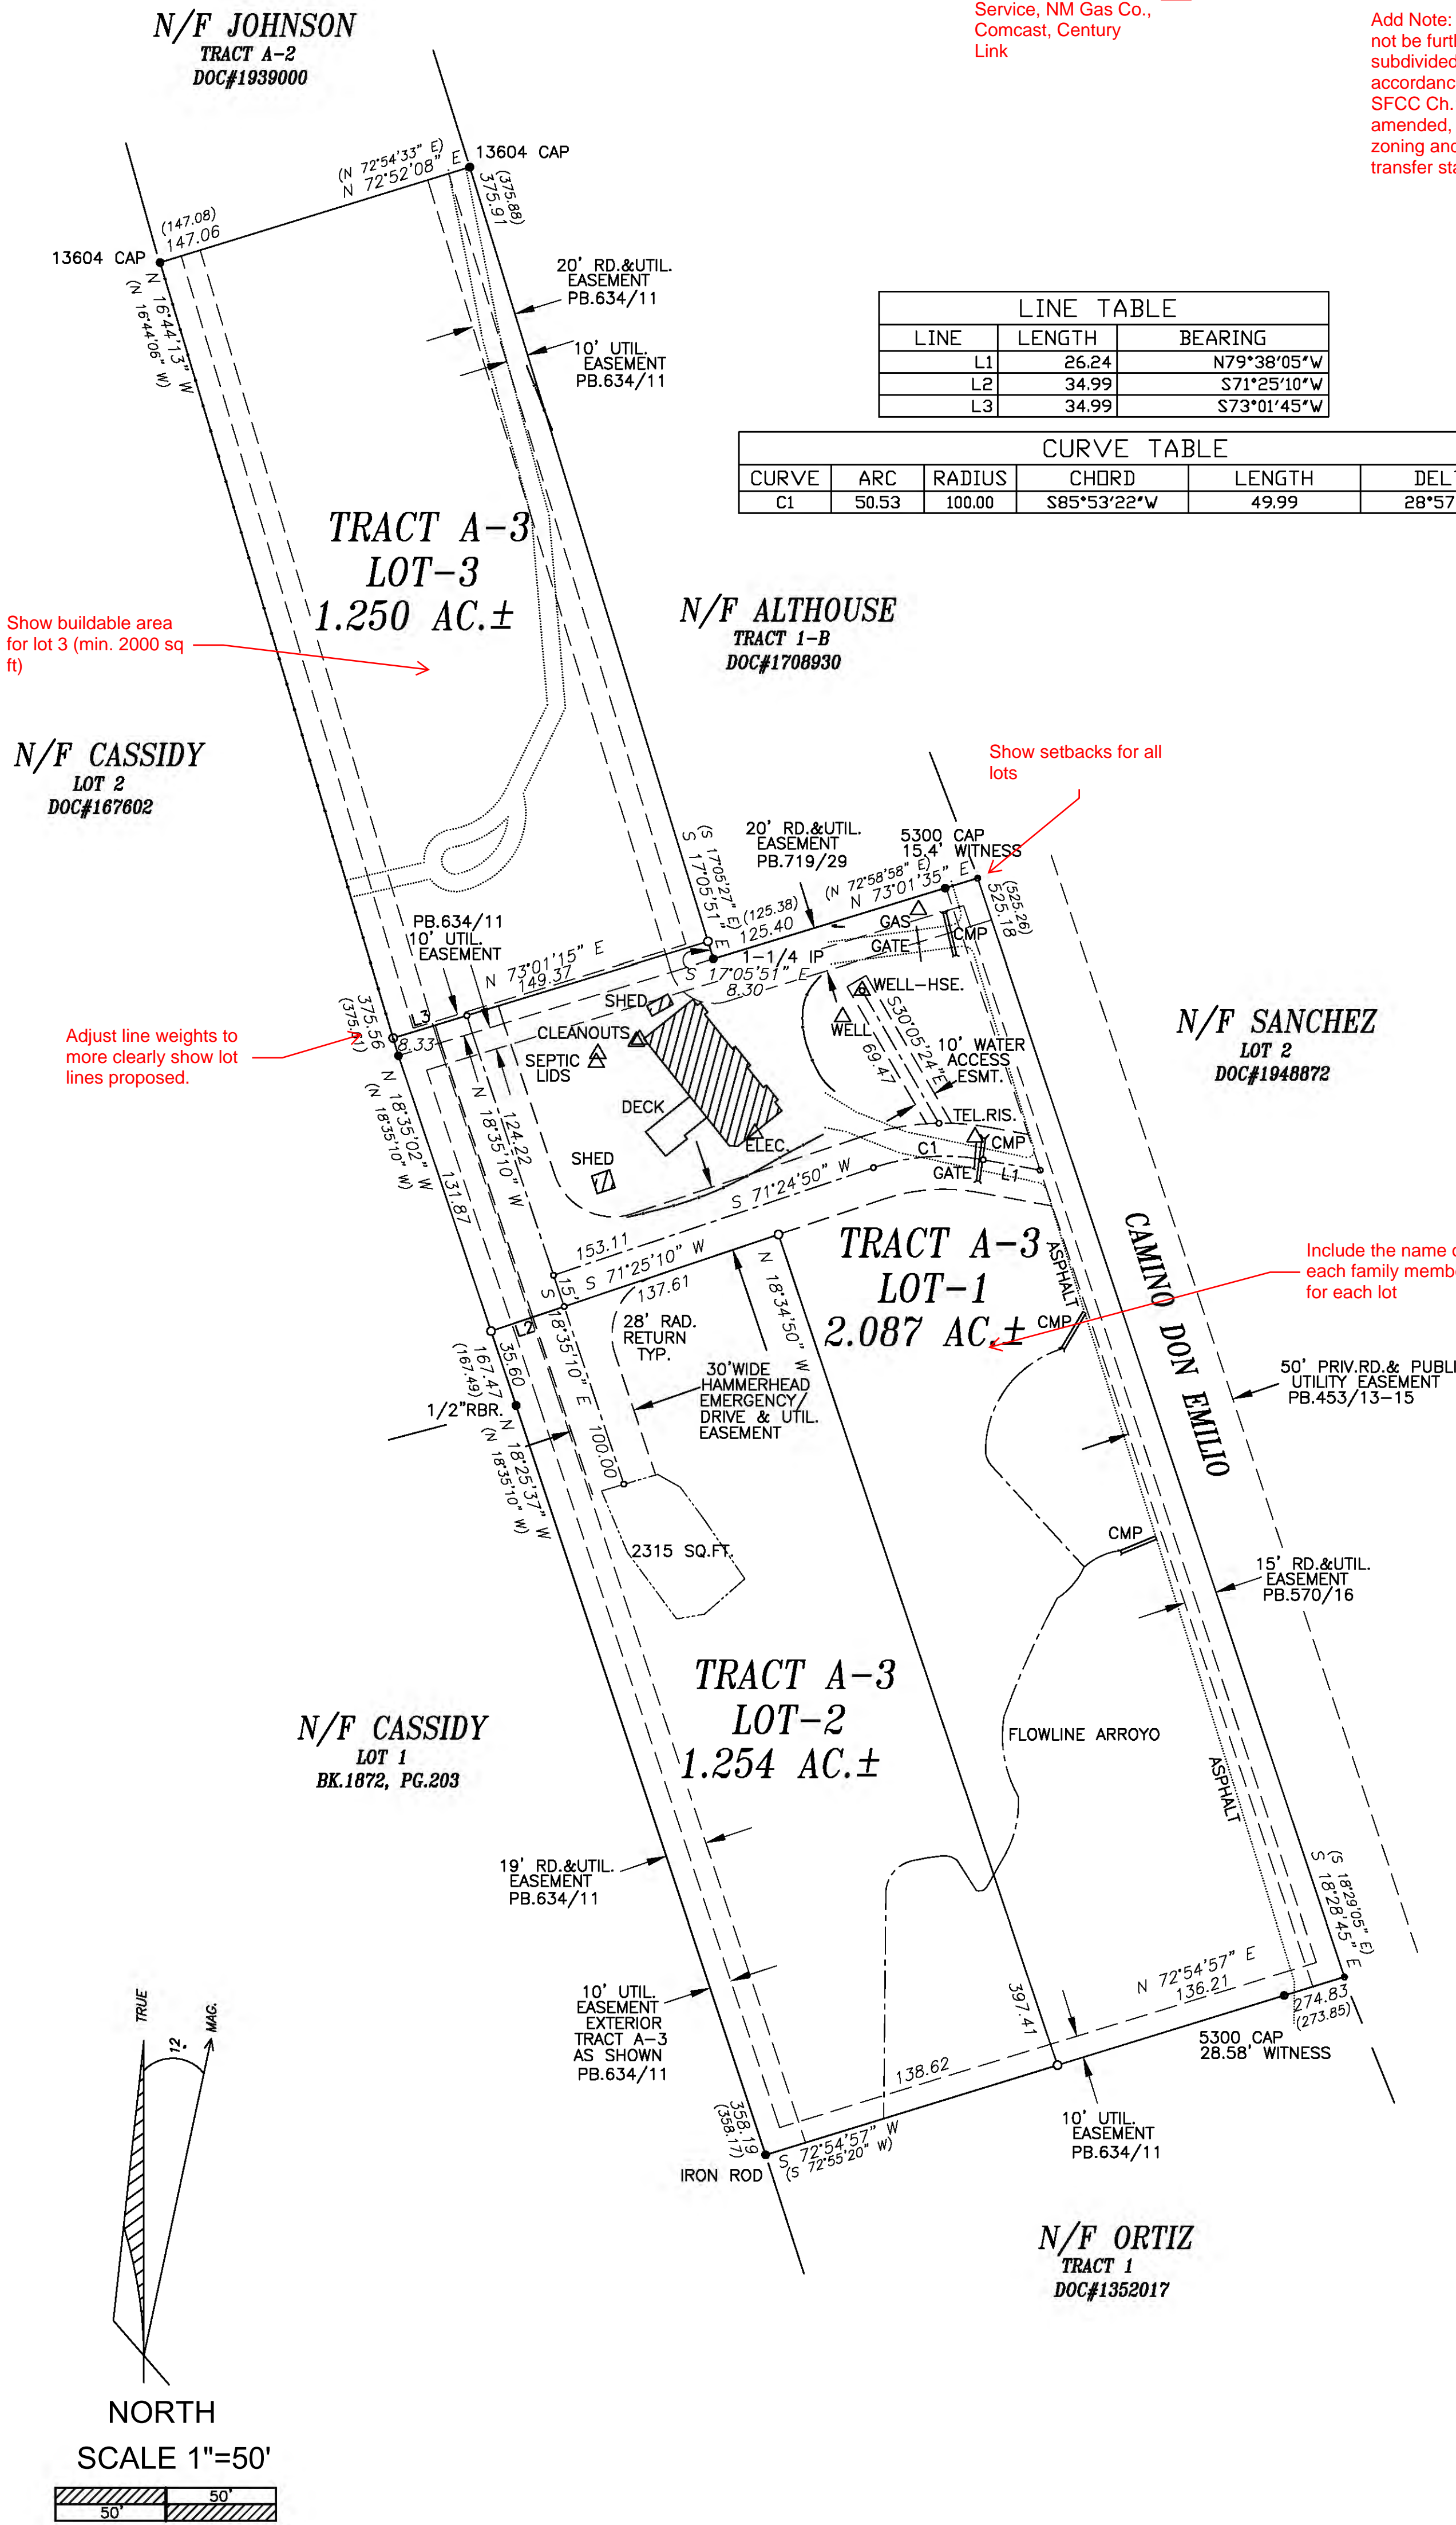 N/F JOHNSON
TRACT A-2
DOC#1939000
Service, NM Gas Co.,
Comcast, Century
Link
Add Note:
not be
subdivided
SFCC Ch.
amended,
transfer
(N 72°54'33" E)
N 72°52'08" E
13604 CAP
(147.08)
147.06
13604 CAP
(375.88)
375.91
N 16°44'13" W
(N 16°44'06" W)
20' RD.&UTIL.
EASEMENT
PB.634/11
10' UTIL.
EASEMENT
PB.634/11
LINE TABLE
LINE LENGTH BEARING
L1 26.24 N79°38'05"W
L2 34.99 S71°25'10"W
L3 34.99 S73°01'45"W
CURVE TABLE
CURVE ARC RADIUS CHORD LENGTH
C1 50.53 100.00 S85°53'22"W 49.99 28°57
TRACT A-3
LOT-3
1.250 AC.±
Show buildable area
for lot 3 (min. 2000 sq
ft)
N/F ALTHOUSE
TRACT 1-B
DOC#1708930
N/F CASSIDY
LOT 2
DOC#167602
Show setbacks for all
lots
20' RD.&UTIL.
EASEMENT
PB.719/29
5300 CAP
15.4' WITNESS
(S 17°05'27" E)
S 17°05'51" E
(N 72°58'58" E)
N 73°01'35" E
(125.38)
125.40
(525.26)
525.18
PB.634/11
10' UTIL.
EASEMENT
N 73°01'15" E
149.37
1-1/4 IP
S 17°05'51" E
8.30
GAS
GATE
CMP
WELL-HSE.
WELL
S30°05'24"E
69.47
10' WATER
ACCESS
ESMT.
TEL.RIS.
CMP
GATE
C1
L1
SHED
CLEANOUTS
SEPTIC
LIDS
DECK
ELEC.
SHED
L3
8.33
375.56
Adjust line weights to
more clearly show lot
lines proposed.
N/F SANCHEZ
LOT 2
DOC#1948872
N 18°35'02" W
(N 18°35'10" W)
131.87
124.22
N 18°35'10" W
S 71°24'50" W
153.11
S 71°25'10" W
137.61
15'
L2
28' RAD.
RETURN
TYP.
30'WIDE
HAMMERHEAD
EMERGENCY/
DRIVE & UTIL.
EASEMENT
S 18°35'10" E
100.00
35.60
167.47
(167.49)
1/2"RBR.
N 18°25'37" W
(N 18°35'10" W)
N 18°34'50" W
TRACT A-3
LOT-1
2.087 AC.±
ASPHALT
CMP
CAMINO DON EMILIO
Include the name
each family
for each lot
50' PRIV.RD.&
UTILITY EASEMENT
PB.453/13-15
2315 SQ.FT.
CMP
15' RD.&UTIL.
EASEMENT
PB.570/16
TRACT A-3
LOT-2
1.254 AC.±
FLOWLINE ARROYO
ASPHALT
N/F CASSIDY
LOT 1
BK.1872, PG.203
19' RD.&UTIL.
EASEMENT
PB.634/11
10' UTIL.
EASEMENT
EXTERIOR
TRACT A-3
AS SHOWN
PB.634/11
(S 18°29'05" E)
S 18°28'45" E
N 72°54'57" E
136.21
397.41
274.83
(273.85)
5300 CAP
28.58' WITNESS
138.62
358.19
(358.17)
S 72°54'57" W
(S 72°55'20" W)
IRON ROD
10' UTIL.
EASEMENT
PB.634/11
N/F ORTIZ
TRACT 1
DOC#1352017
TRUE
12°
MAG.
NORTH
SCALE 1"=50'
50'
50'